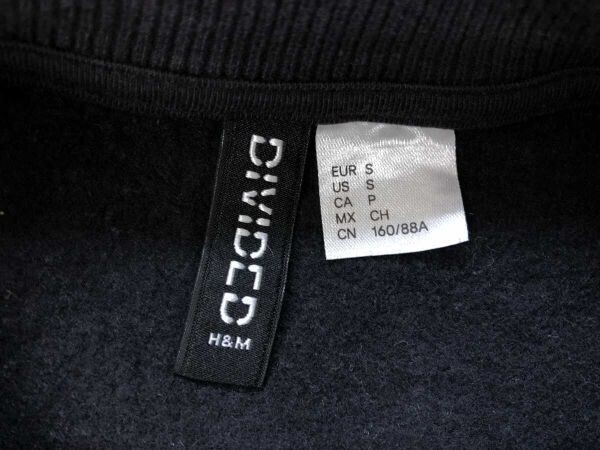 DIVIDED
H&M
EUR S
US S
CA P
MX CH
CN 160/88A